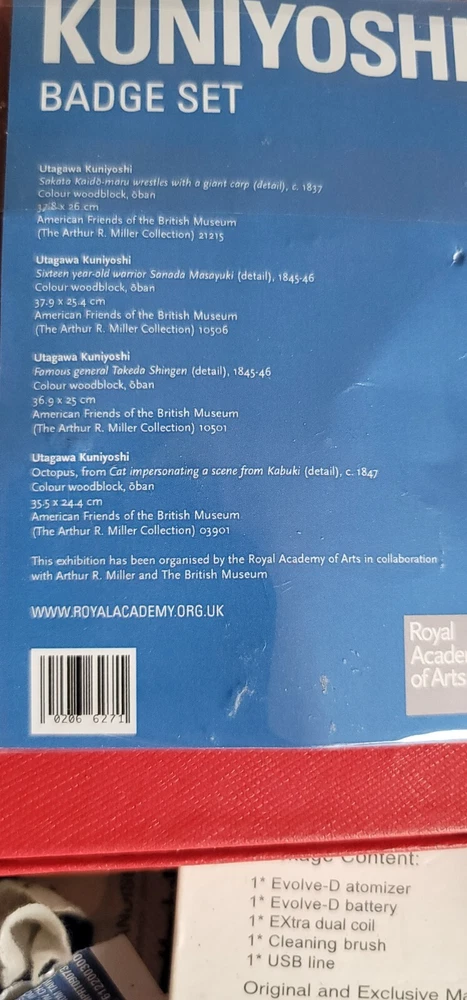 KUNIYOSHI
BADGE SET
Utagawa Kuniyoshi
Sakata Kaidō-maru wrestles with a giant carp (detail), c. 1837
Colour woodblock, ōban
37.8 x 26 cm
American Friends of the British Museum
(The Arthur R. Miller Collection) 21215
Utagawa Kuniyoshi
Sixteen year-old warrior Sanada Masayuki (detail), 1845-46
Colour woodblock, ōban
37.9 x 25.4 cm
American Friends of the British Museum
(The Arthur R. Miller Collection) 10506
Utagawa Kuniyoshi
Famous general Takeda Shingen (detail), 1845-46
Colour woodblock, ōban
36.9 x 25 cm
American Friends of the British Museum
(The Arthur R. Miller Collection) 10501
Utagawa Kuniyoshi
Octopus, from Cat impersonating a scene from Kabuki (detail), c. 1847
Colour woodblock, ōban
35.5 x 24.4 cm
American Friends of the British Museum
(The Arthur R. Miller Collection) 03901
This exhibition has been organised by the Royal Academy of Arts in collaboration
with Arthur R. Miller and The British Museum
WWW.ROYALACADEMY.ORG.UK
Royal
Acade
of Arts
0206 6271
Content:
1* Evolve-D atomizer
1* Evolve-D battery
1* EXtra dual coil
1* Cleaning brush
1* USB line
Original and Exclusive Ma